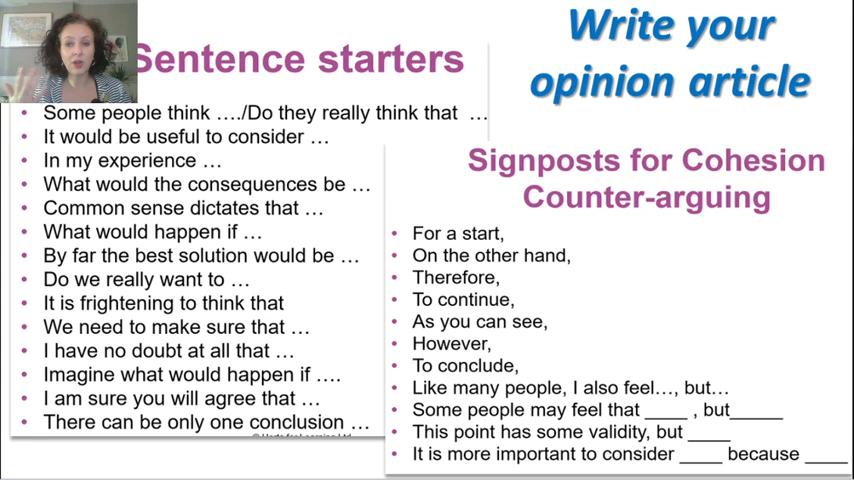 Write your
opinion article
Sentence starters
• Some people think …./Do they really think that …
• It would be useful to consider …
• In my experience …
• What would the consequences be …
• Common sense dictates that …
• What would happen if …
• By far the best solution would be …
• Do we really want to …
• It is frightening to think that
• We need to make sure that …
• I have no doubt at all that …
• Imagine what would happen if ….
• I am sure you will agree that …
• There can be only one conclusion …
Signposts for Cohesion
Counter-arguing
• For a start,
• On the other hand,
• Therefore,
• To continue,
• As you can see,
• However,
• To conclude,
• Like many people, I also feel…, but…
• Some people may feel that ____ , but_____
• This point has some validity, but ____
• It is more important to consider ____ because ____